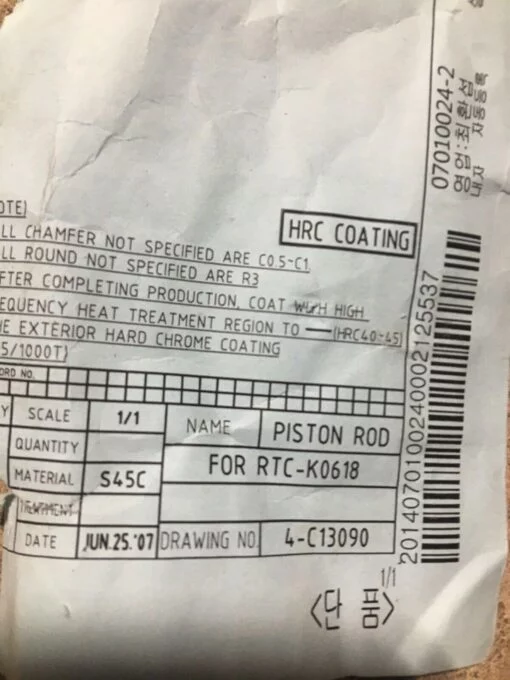 HRC COATING
OTE)
LL CHAMFER NOT SPECIFIED ARE C0.5~C1
LL ROUND NOT SPECIFIED ARE R3
FTER COMPLETING PRODUCTION, COAT HIGH
EQUENCY HEAT TREATMENT REGION TO — (HRC40~45)
E EXTERIOR HARD CHROME COATING
5/1000T)
ORD NO.
Y SCALE 1/1 NAME PISTON ROD
QUANTITY FOR RTC-K0618
MATERIAL S45C
DATE JUN.25.'07 DRAWING NO. 4-C13090
1/1
<단 품>
07010024-2
20140701002400002125537